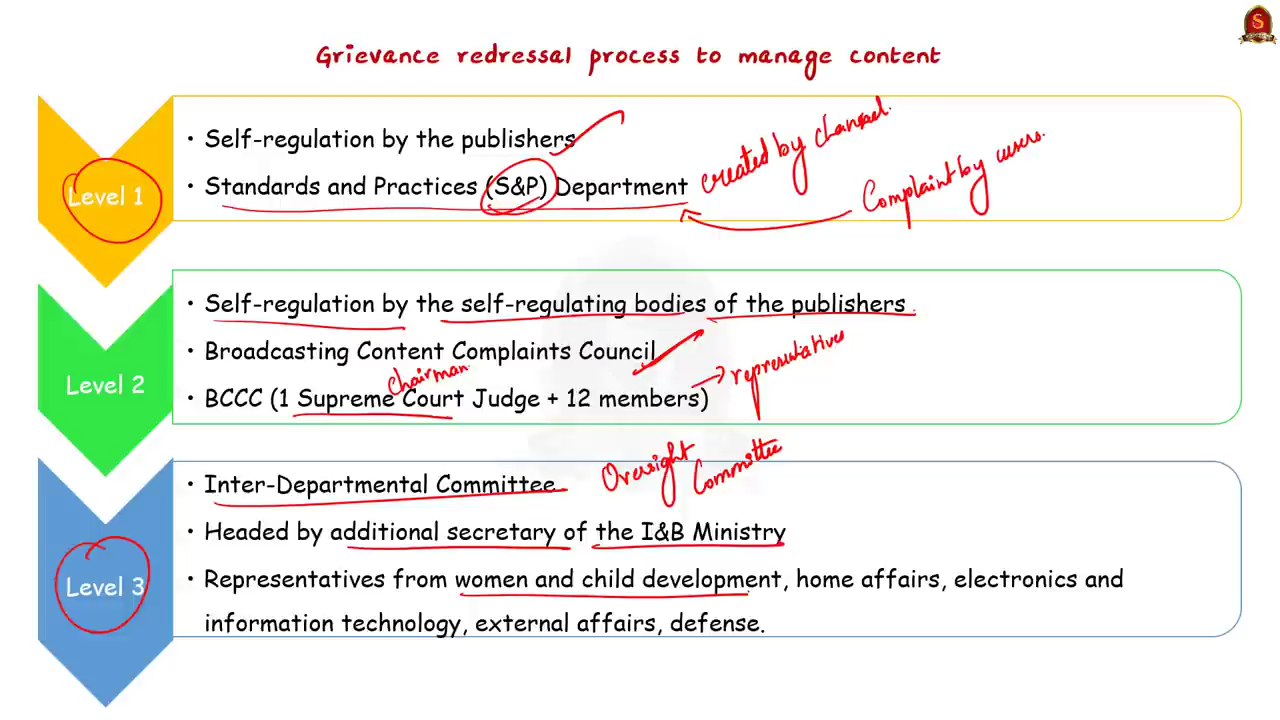 Grievance redressal process to manage content
Level 1
• Self-regulation by the publishers
• Standards and Practices (S&P) Department
created by channel.
Complaint by users.
Level 2
• Self-regulation by the self-regulating bodies of the publishers.
• Broadcasting Content Complaints Council
chairman
• BCCC (1 Supreme Court Judge + 12 members)
representatives
Level 3
• Inter-Departmental Committee
Oversight
Committee
• Headed by additional secretary of the I&B Ministry
• Representatives from women and child development, home affairs, electronics and
information technology, external affairs, defense.